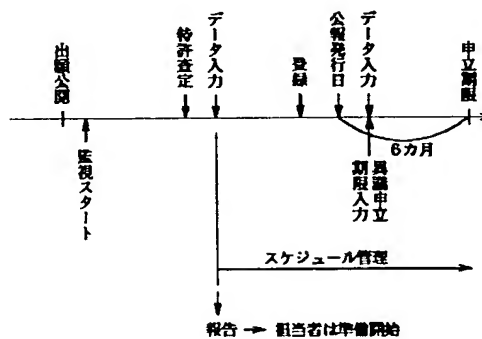 出願公開
監視スタート
特許査定
データ入力
登録
公報発行日
データ入力
申立期限
6カ月
異議申立
期限入力
スケジュール管理
報告 → 担当者は準備開始